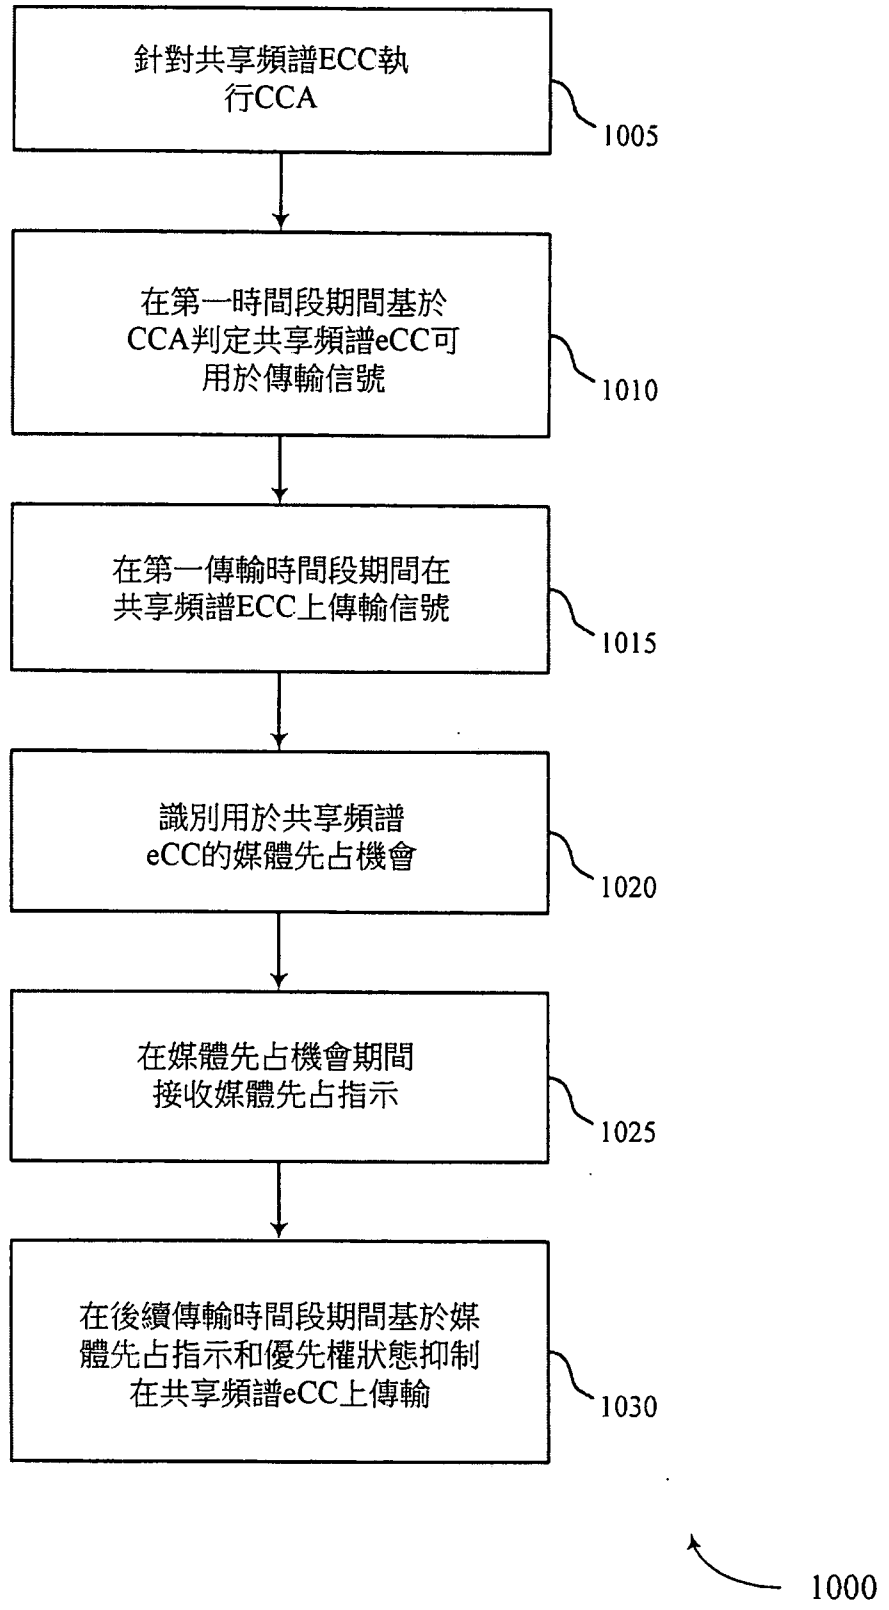 針對共享頻譜ECC執
行CCA
1005
在第一時間段期間基於
CCA判定共享頻譜eCC可
用於傳輸信號
1010
在第一傳輸時間段期間在
共享頻譜ECC上傳輸信號
1015
識別用於共享頻譜
eCC的媒體先占機會
1020
在媒體先占機會期間
接收媒體先占指示
1025
在後續傳輸時間段期間基於媒
體先占指示和優先權狀態抑制
在共享頻譜eCC上傳輸
1030
1000